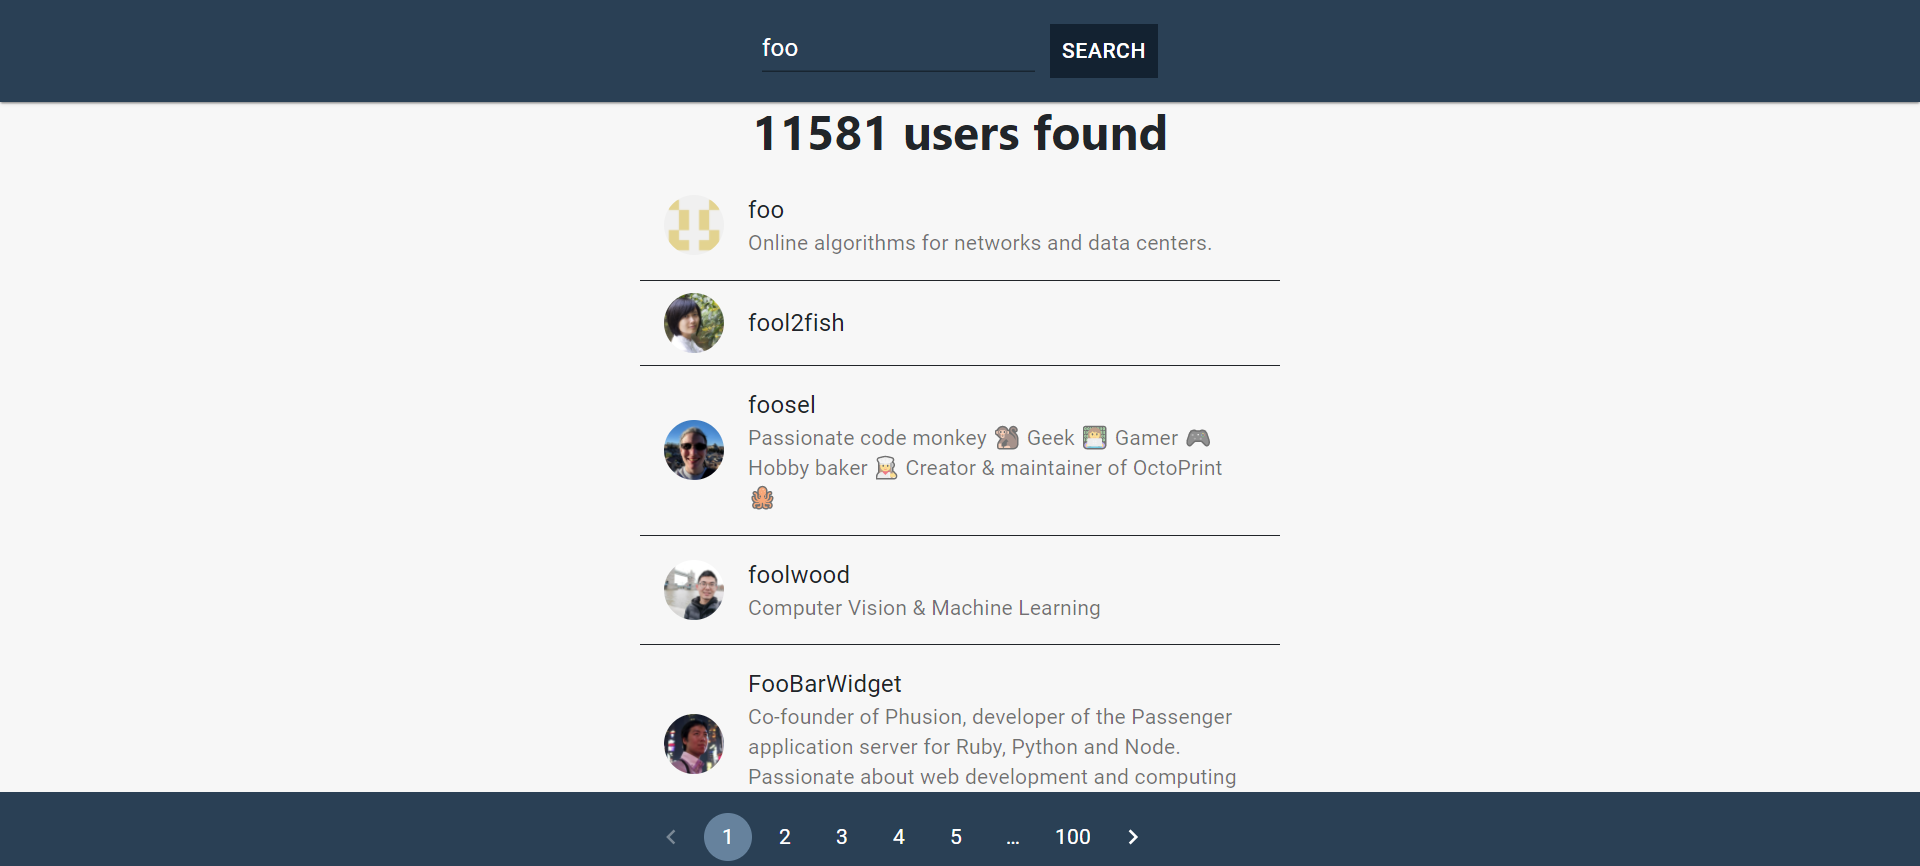 foo
SEARCH
11581 users found
foo
Online algorithms for networks and data centers.
fool2fish
foosel
Passionate code monkey 🐒 Geek 👩‍💻 Gamer 🎮
Hobby baker 👩‍🍳 Creator & maintainer of OctoPrint
🐙
foolwood
Computer Vision & Machine Learning
FooBarWidget
Co-founder of Phusion, developer of the Passenger
application server for Ruby, Python and Node.
Passionate about web development and computing
1 2 3 4 5 … 100